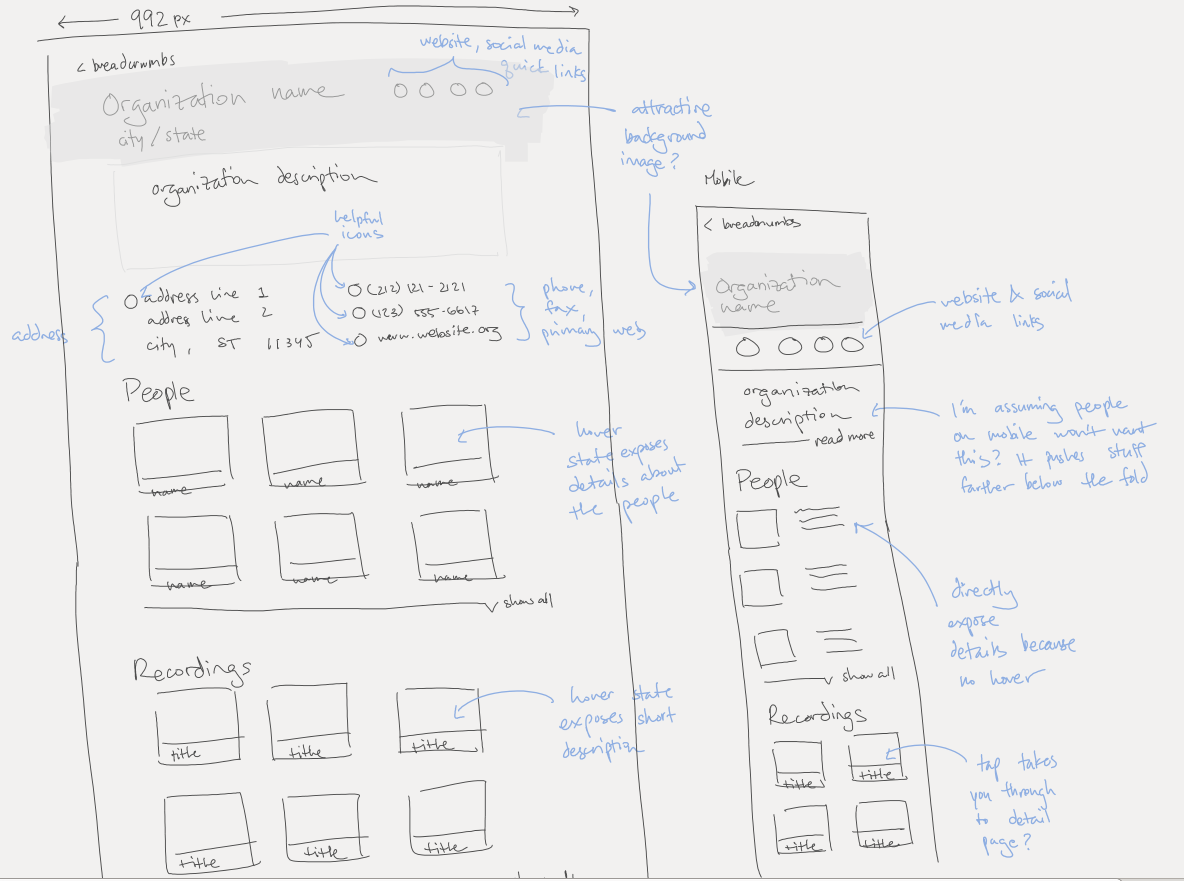 992 px
website, social media
quick links
< breadcrumbs
Organization name
city / state
organization description
helpful
icons
address
address line 1
addres line 2
city, ST 11345
(212) 121 - 2121
(123) 555-6617
www.website.org
phone,
fax,
primary web
People
name
name
name
name
name
name
show all
hover
state exposes
details about
the people
Recordings
title
title
title
title
title
title
hover state
exposes short
description
attractive
background
image?
Mobile
< breadcrumbs
Organization
name
website & social
media links
organization
description
read more
I'm assuming people
on mobile won't want
this? It pushes stuff
farther below the fold
People
show all
directly
expose
details because
no hover
Recordings
title
title
title
title
tap takes
you through
to detail
page?